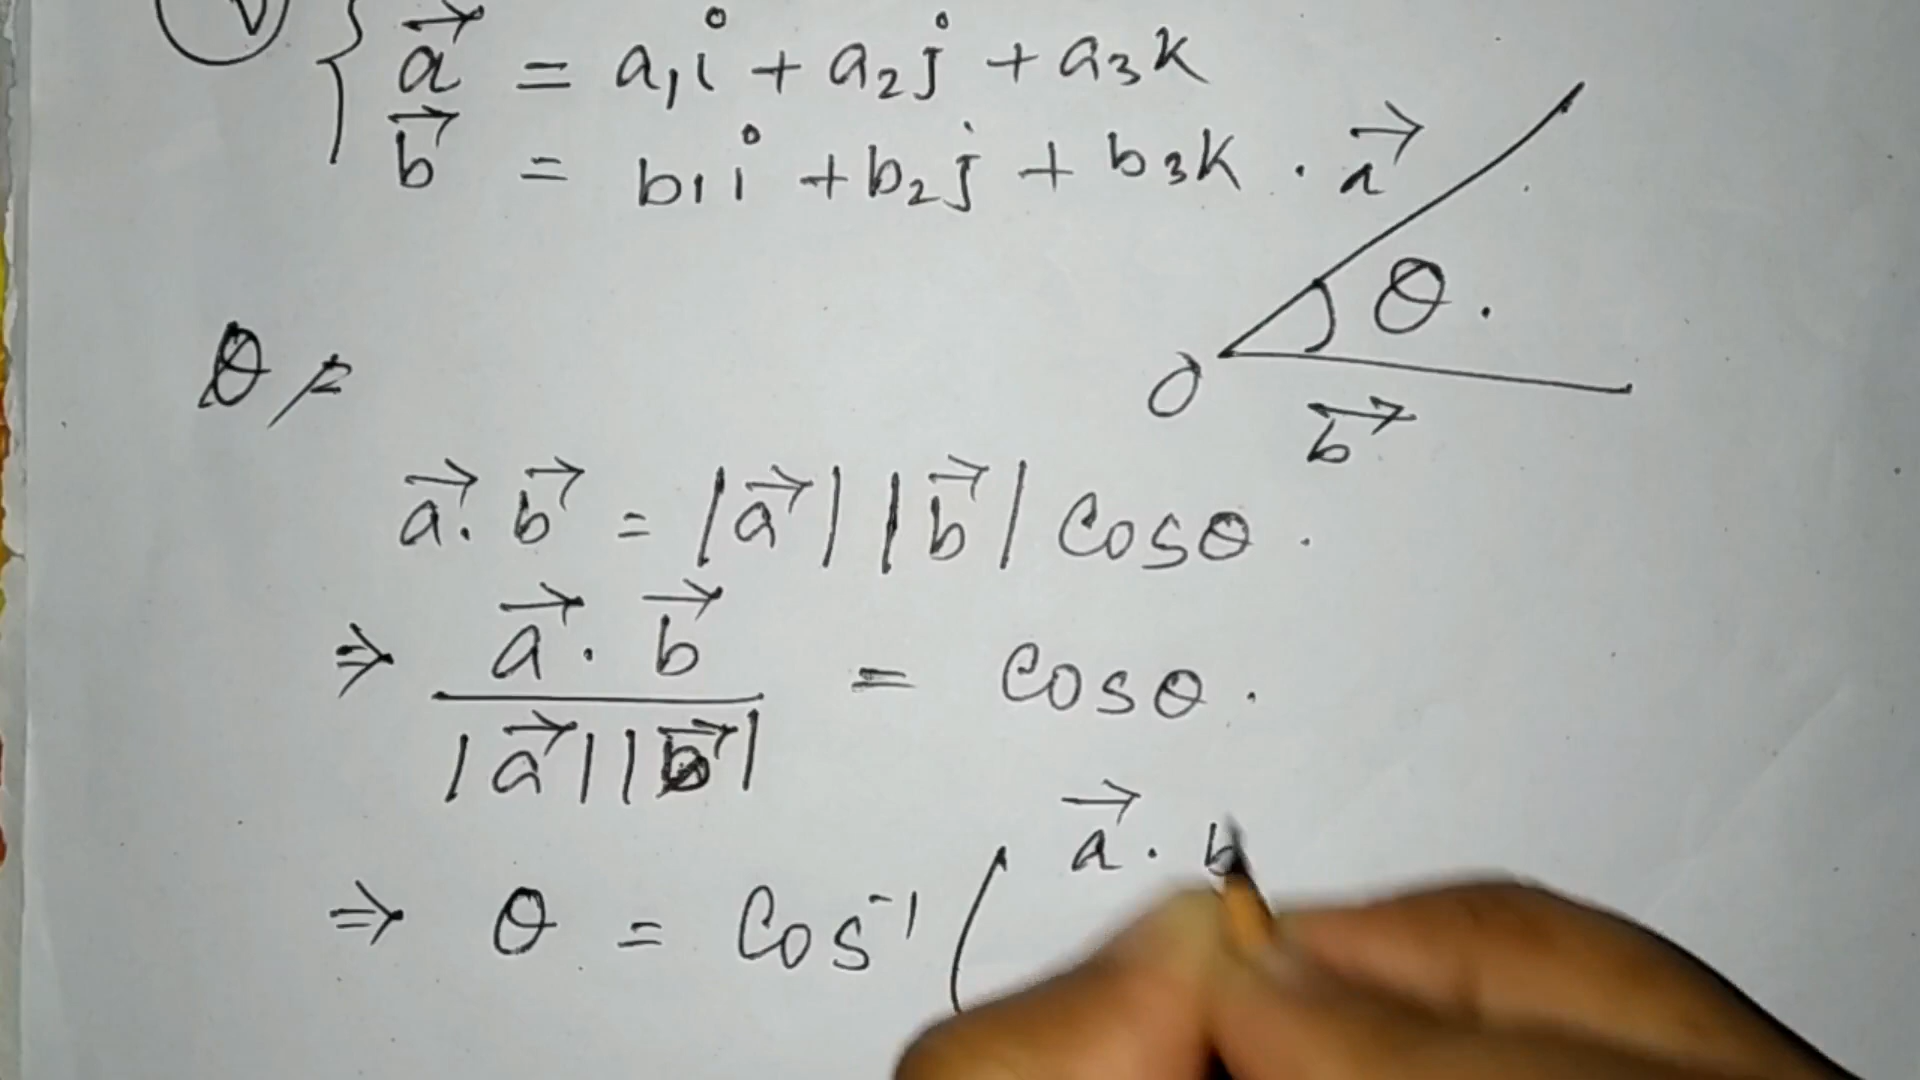 a⃗ = a₁i + a₂j + a₃k
b⃗ = b₁i + b₂j + b₃k .
a⃗
θ .
O
b⃗
θ
a⃗ . b⃗ = |a⃗| |b⃗| Cosθ .
⇒ a⃗ . b⃗ / |a⃗| |b⃗| = Cosθ .
⇒ θ = Cos⁻¹ ( a⃗ . b